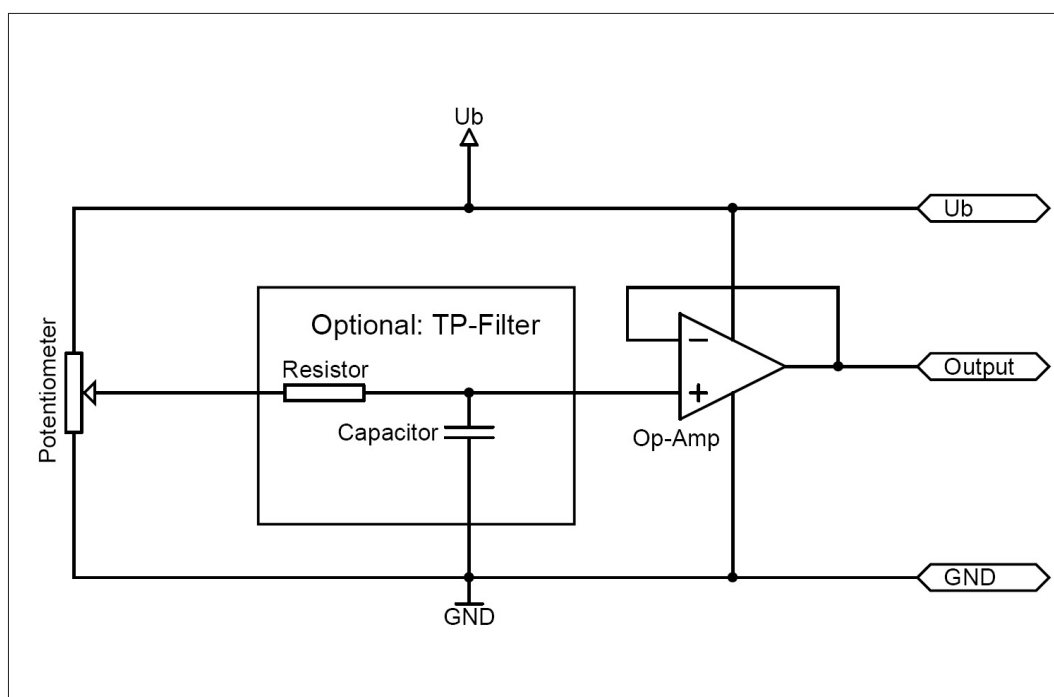 Ub
Ub
Optional: TP-Filter
Resistor
Potentiometer
Capacitor
−
+
Op-Amp
Output
GND
GND